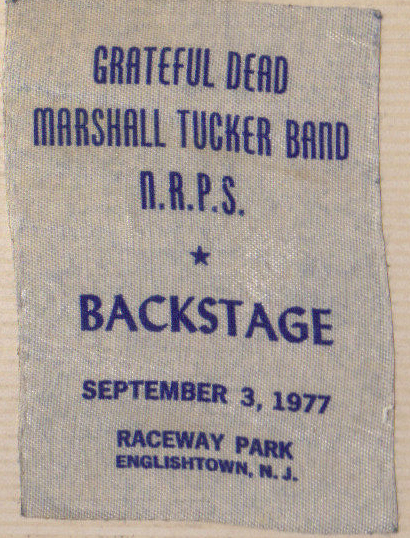 GRATEFUL DEAD
MARSHALL TUCKER BAND
N.R.P.S.
★
BACKSTAGE
SEPTEMBER 3, 1977
RACEWAY PARK
ENGLISHTOWN, N.J.